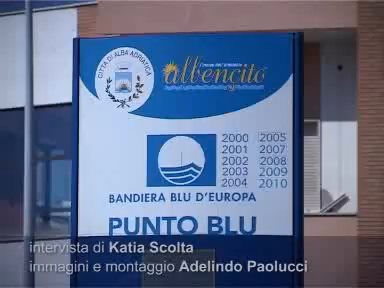 CITTÀ DI ALBA ADRIATICA
albencito
2000 2005
2001 2007
2002 2008
2003 2009
2004 2010
BANDIERA BLU D'EUROPA
PUNTO BLU
intervista di Katia Scolta
immagini e montaggio Adelindo Paolucci